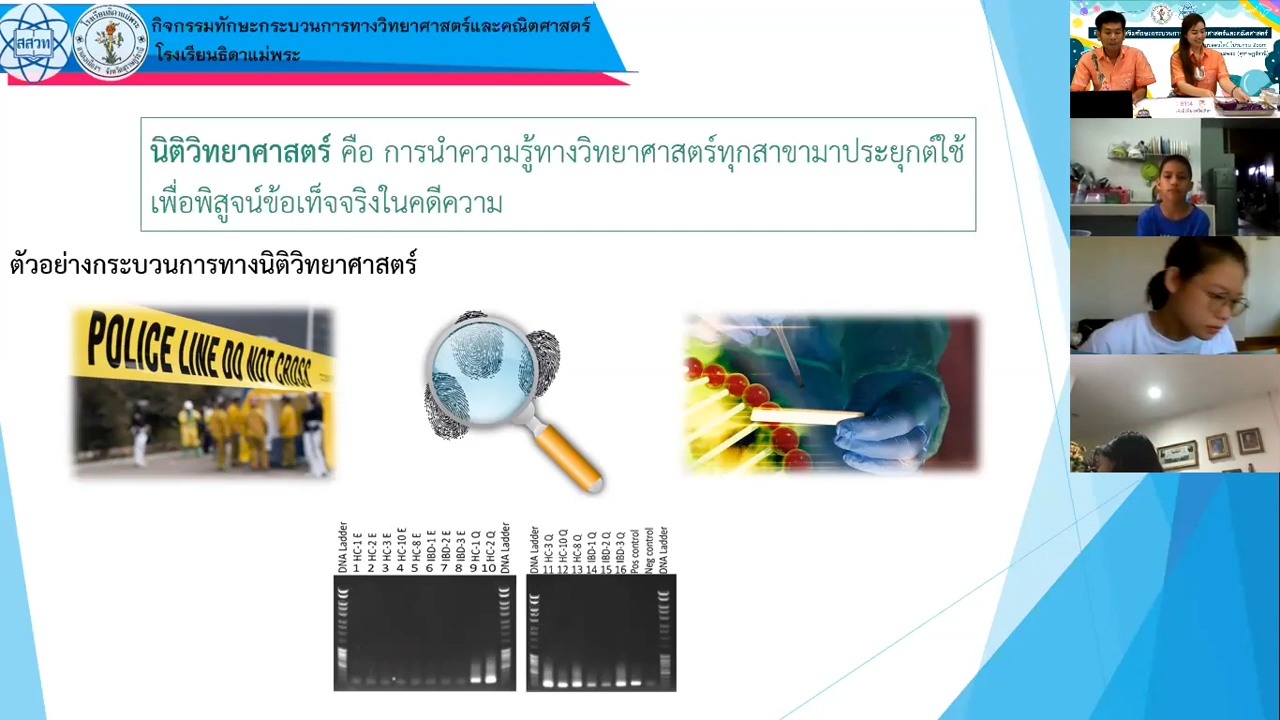 กิจกรรมทักษะกระบวนการทางวิทยาศาสตร์และคณิตศาสตร์
โรงเรียนธิดาแม่พระ
สสวท
นิติวิทยาศาสตร์ คือ การนำความรู้ทางวิทยาศาสตร์ทุกสาขามาประยุกต์ใช้
เพื่อพิสูจน์ข้อเท็จจริงในคดีความ
ตัวอย่างกระบวนการทางนิติวิทยาศาสตร์
POLICE LINE DO NOT CROSS
DNA Ladder
1 HC-1 E
2 HC-2 E
3 HC-3 E
4 HC-10 E
5 HC-8 E
6 IBD-1 E
7 IBD-2 E
8 IBD-3 E
9 HC-1 Q
10 HC-2 Q
DNA Ladder
DNA Ladder
11 HC-3 Q
12 HC-10 Q
13 HC-8 Q
14 IBD-1 Q
15 IBD-2 Q
16 IBD-3 Q
Pos control
Neg control
DNA Ladder